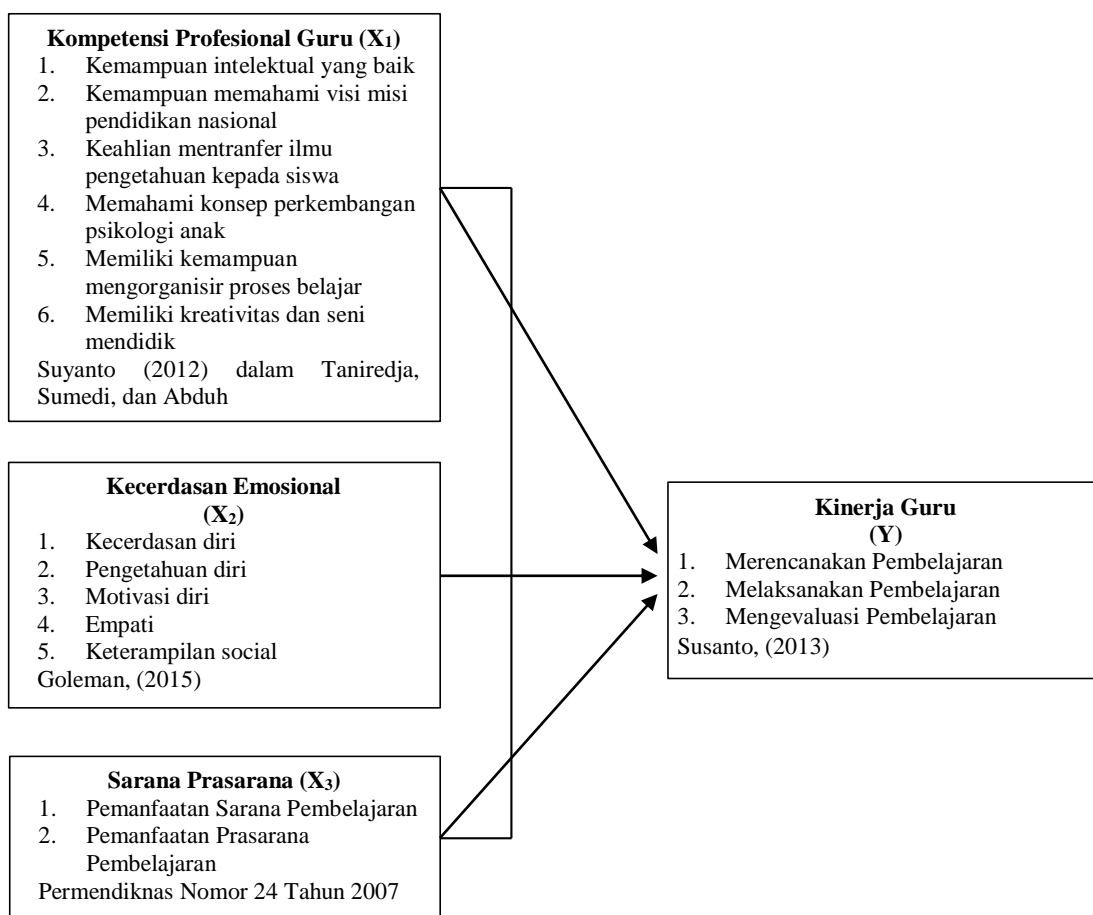 Kompetensi Profesional Guru (X₁)
1. Kemampuan intelektual yang baik
2. Kemampuan memahami visi misi
pendidikan nasional
3. Keahlian mentranfer ilmu
pengetahuan kepada siswa
4. Memahami konsep perkembangan
psikologi anak
5. Memiliki kemampuan
mengorganisir proses belajar
6. Memiliki kreativitas dan seni
mendidik
Suyanto (2012) dalam Taniredja,
Sumedi, dan Abduh
Kecerdasan Emosional
(X₂)
1. Kecerdasan diri
2. Pengetahuan diri
3. Motivasi diri
4. Empati
5. Keterampilan social
Goleman, (2015)
Sarana Prasarana (X₃)
1. Pemanfaatan Sarana Pembelajaran
2. Pemanfaatan Prasarana
Pembelajaran
Permendiknas Nomor 24 Tahun 2007
Kinerja Guru
(Y)
1. Merencanakan Pembelajaran
2. Melaksanakan Pembelajaran
3. Mengevaluasi Pembelajaran
Susanto, (2013)